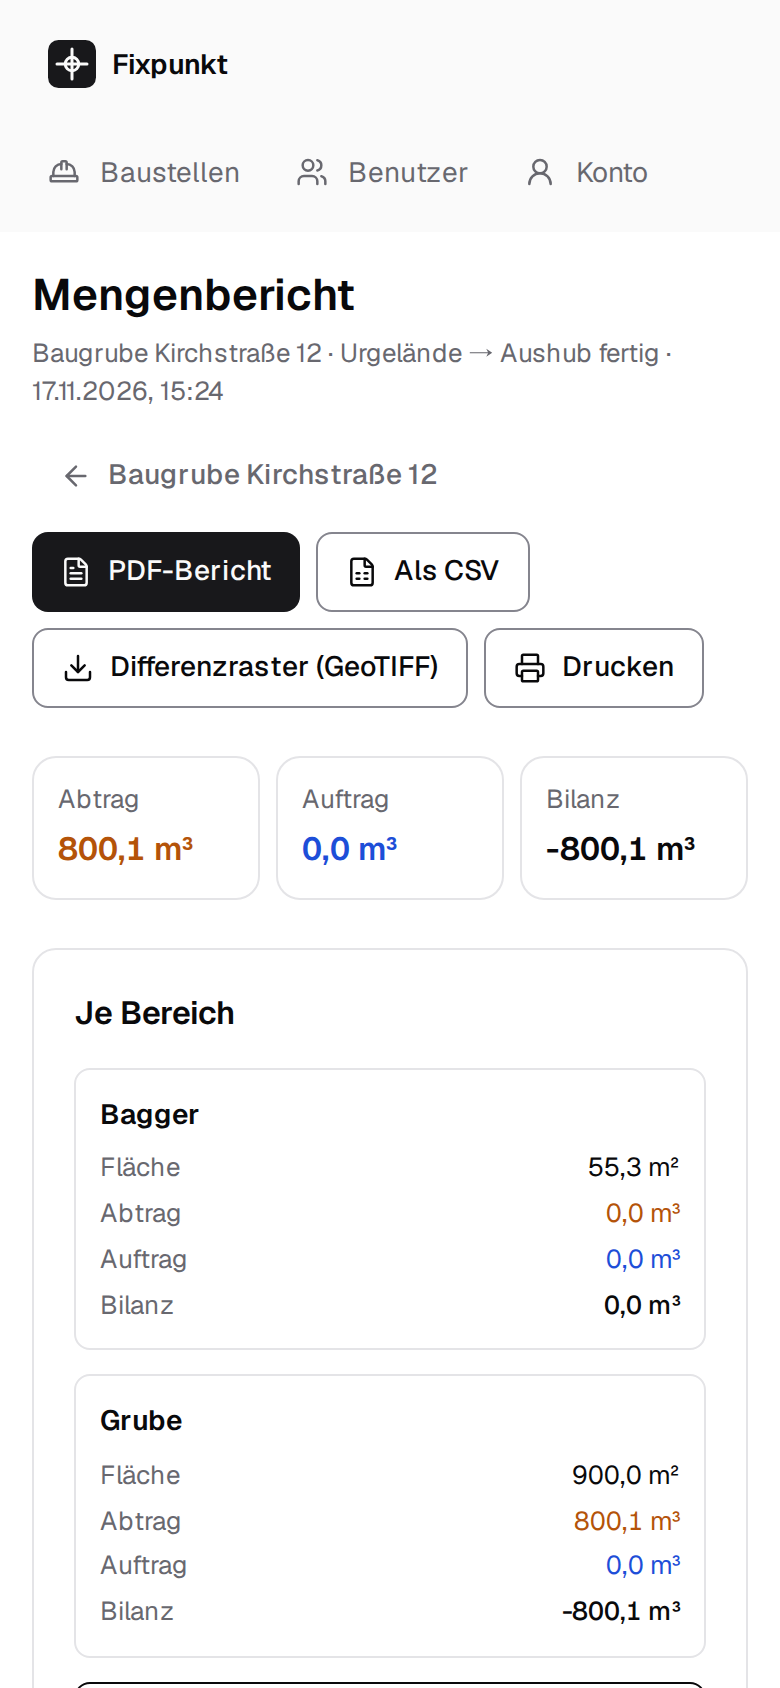 Fixpunkt
Baustellen Benutzer Konto
Mengenbericht
Baugrube Kirchstraße 12 · Urgelände → Aushub fertig ·
17.11.2026, 15:24
← Baugrube Kirchstraße 12
PDF-Bericht Als CSV
Differenzraster (GeoTIFF) Drucken
Abtrag Auftrag Bilanz
800,1 m³ 0,0 m³ -800,1 m³
Je Bereich
Bagger
Fläche 55,3 m²
Abtrag 0,0 m³
Auftrag 0,0 m³
Bilanz 0,0 m³
Grube
Fläche 900,0 m²
Abtrag 800,1 m³
Auftrag 0,0 m³
Bilanz -800,1 m³